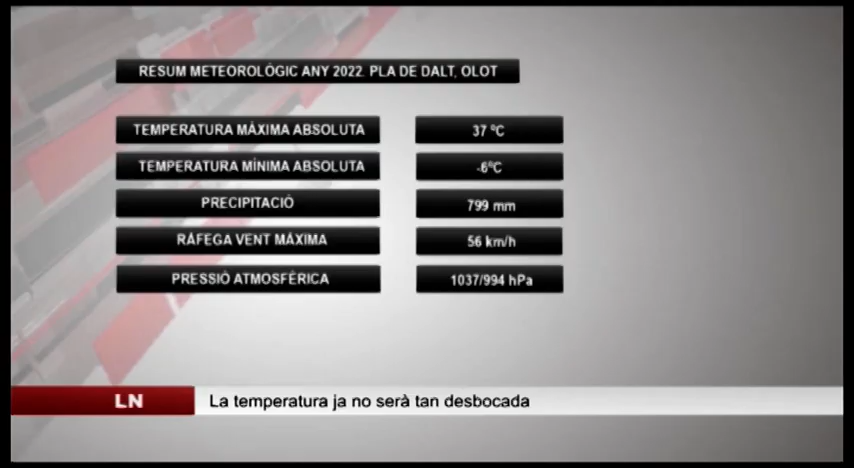 RESUM METEOROLÒGIC ANY 2022. PLA DE DALT, OLOT
TEMPERATURA MÀXIMA ABSOLUTA 37 ºC
TEMPERATURA MÍNIMA ABSOLUTA -6ºC
PRECIPITACIÓ 799 mm
RÀFEGA VENT MÀXIMA 56 km/h
PRESSIÓ ATMOSFÈRICA 1037/994 hPa
LN La temperatura ja no serà tan desbocada